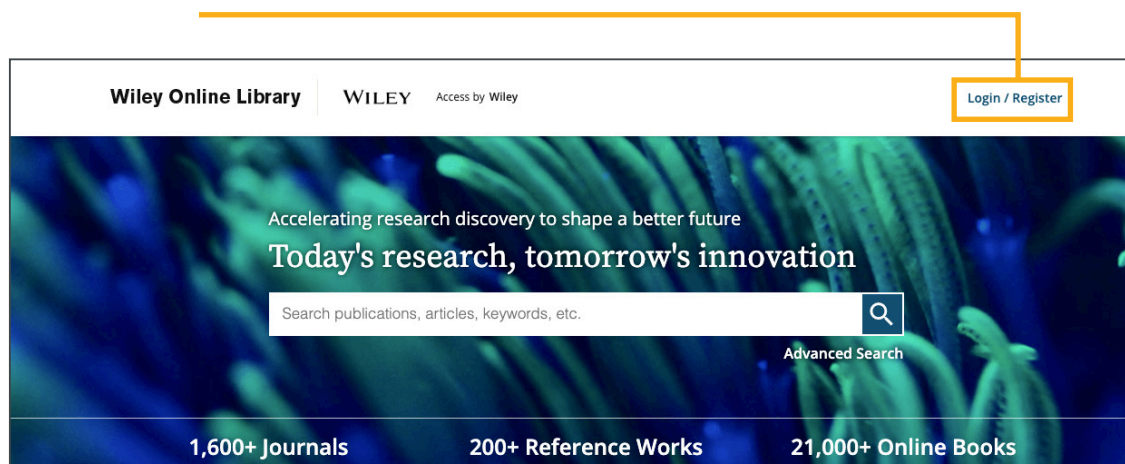 Wiley Online Library WILEY Access by Wiley Login / Register
Accelerating research discovery to shape a better future
Today's research, tomorrow's innovation
Search publications, articles, keywords, etc.
Advanced Search
1,600+ Journals 200+ Reference Works 21,000+ Online Books